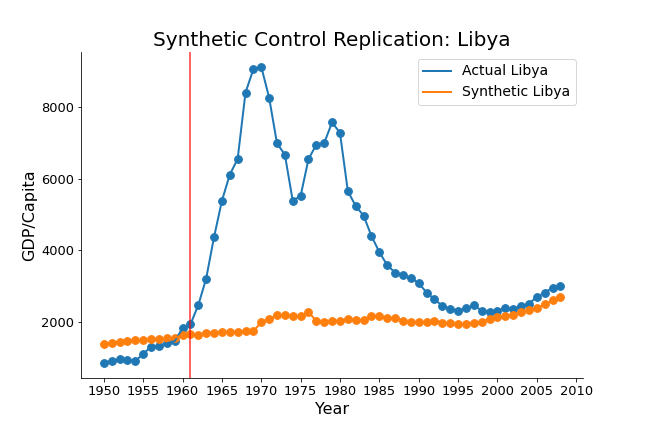 Synthetic Control Replication: Libya
Actual Libya
Synthetic Libya
GDP/Capita
8000
6000
4000
2000
1950 1955 1960 1965 1970 1975 1980 1985 1990 1995 2000 2005 2010
Year